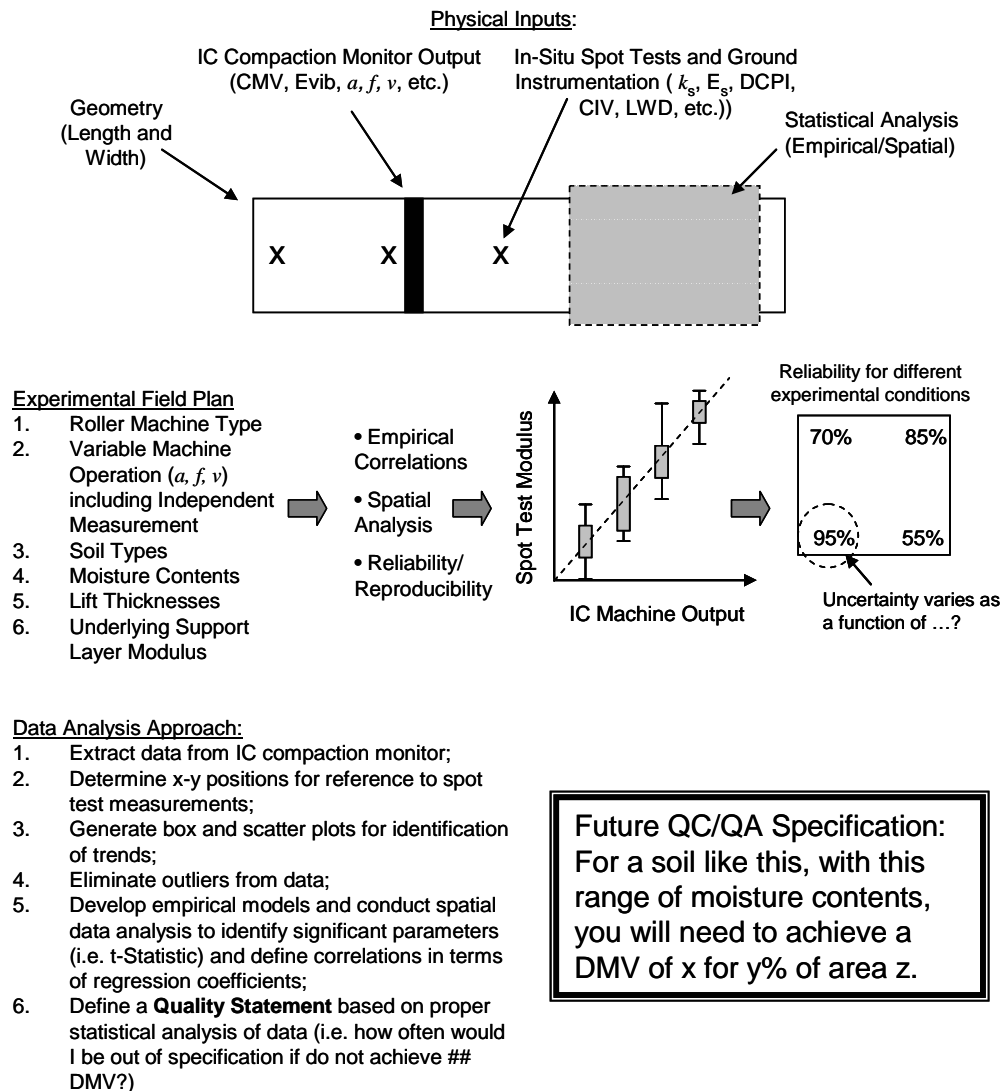 Physical Inputs:
IC Compaction Monitor Output
(CMV, Evib, a, f, v, etc.)
In-Situ Spot Tests and Ground
Instrumentation ( ks, Es, DCPI,
CIV, LWD, etc.))
Geometry
(Length and
Width)
Statistical Analysis
(Empirical/Spatial)
X
X
X
Experimental Field Plan
1. Roller Machine Type
2. Variable Machine
Operation (a, f, v)
including Independent
Measurement
3. Soil Types
4. Moisture Contents
5. Lift Thicknesses
6. Underlying Support
Layer Modulus
• Empirical
Correlations
• Spatial
Analysis
• Reliability/
Reproducibility
Spot Test Modulus
IC Machine Output
Reliability for different
experimental conditions
70% 85%
95% 55%
Uncertainty varies as
a function of …?
Data Analysis Approach:
1. Extract data from IC compaction monitor;
2. Determine x-y positions for reference to spot
test measurements;
3. Generate box and scatter plots for identification
of trends;
4. Eliminate outliers from data;
5. Develop empirical models and conduct spatial
data analysis to identify significant parameters
(i.e. t-Statistic) and define correlations in terms
of regression coefficients;
6. Define a Quality Statement based on proper
statistical analysis of data (i.e. how often would
I be out of specification if do not achieve ##
DMV?)
Future QC/QA Specification:
For a soil like this, with this
range of moisture contents,
you will need to achieve a
DMV of x for y% of area z.